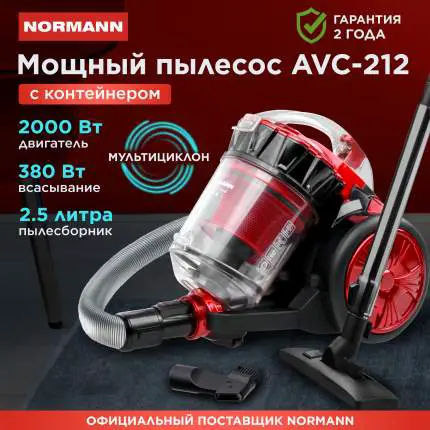 NORMANN
ГАРАНТИЯ
2 ГОДА
Мощный пылесос AVC-212
с контейнером
2000 Вт
двигатель
МУЛЬТИЦИКЛОН
380 Вт
всасывание
2.5 литра
пылесборник
ОФИЦИАЛЬНЫЙ ПОСТАВЩИК NORMANN